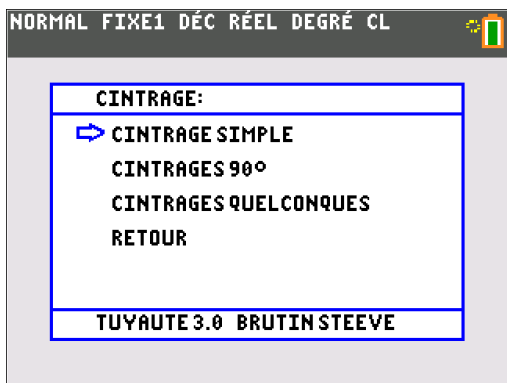 NORMAL FIXE1 DÉC RÉEL DEGRÉ CL
CINTRAGE:
CINTRAGE SIMPLE
CINTRAGES 90°
CINTRAGES QUELCONQUES
RETOUR
TUYAUTE 3.0 BRUTIN STEEVE